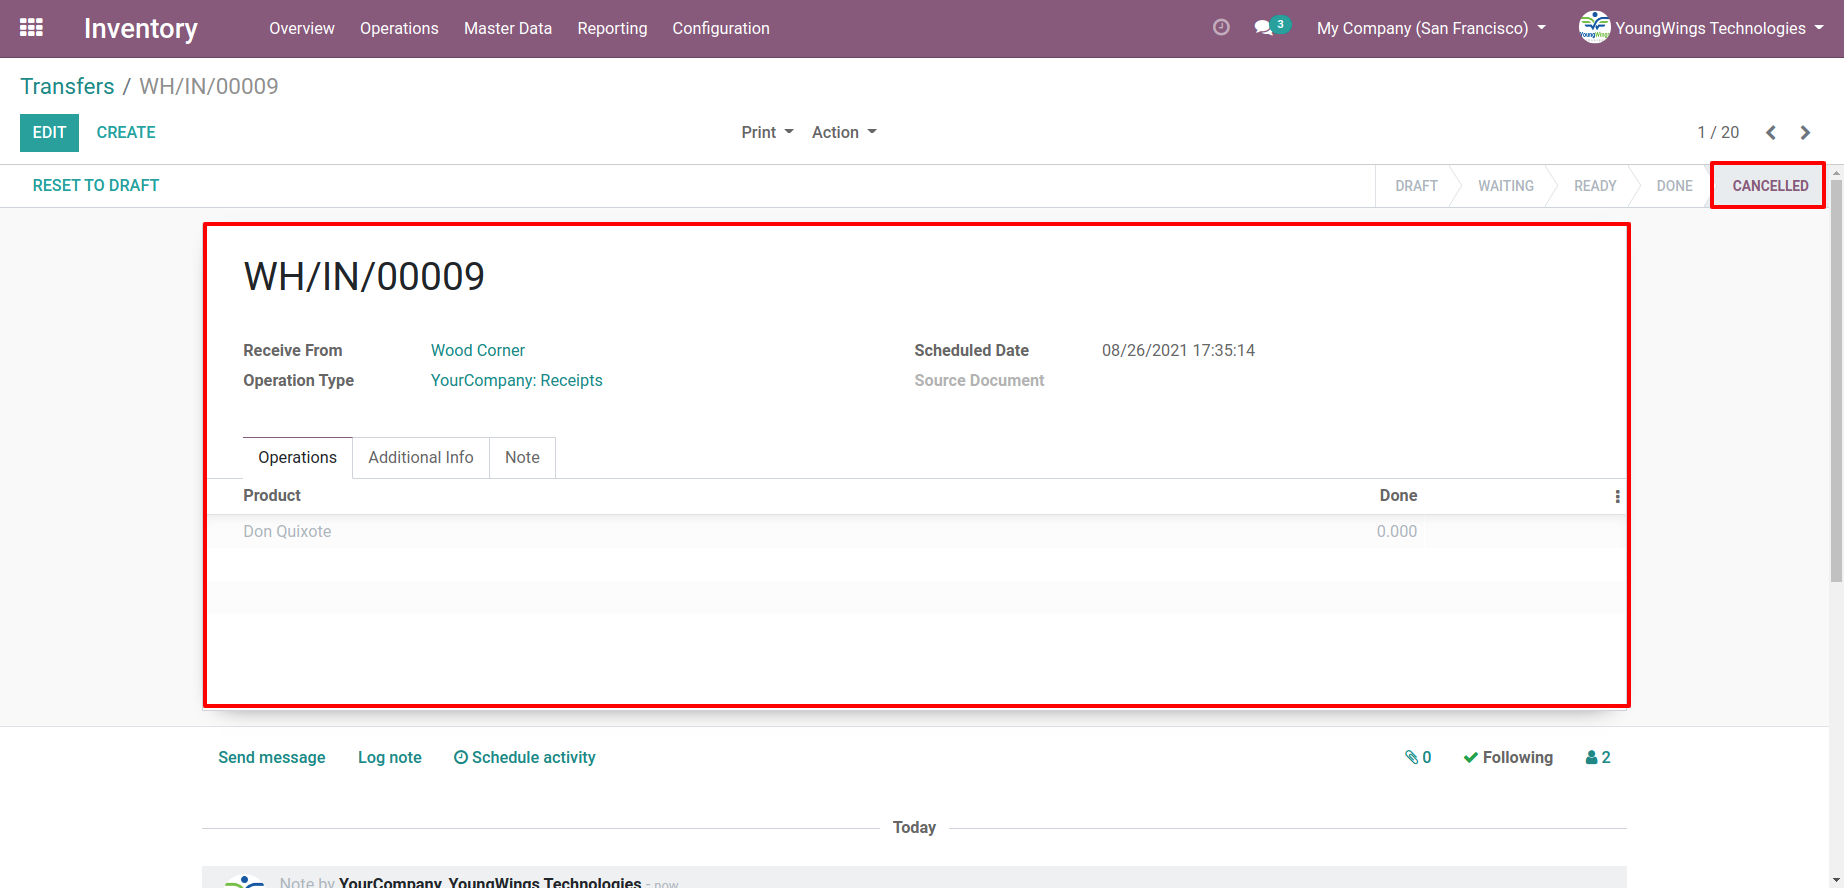 Inventory Overview Operations Master Data Reporting Configuration 3 My Company (San Francisco) YoungWings Technologies
Transfers / WH/IN/00009
EDIT CREATE Print Action 1 / 20
RESET TO DRAFT DRAFT WAITING READY DONE CANCELLED
WH/IN/00009
Receive From Wood Corner Scheduled Date 08/26/2021 17:35:14
Operation Type YourCompany: Receipts Source Document
Operations Additional Info Note
Product Done
Don Quixote 0.000
Send message Log note Schedule activity 0 Following 2
Today
Note by YourCompany, YoungWings Technologies - now